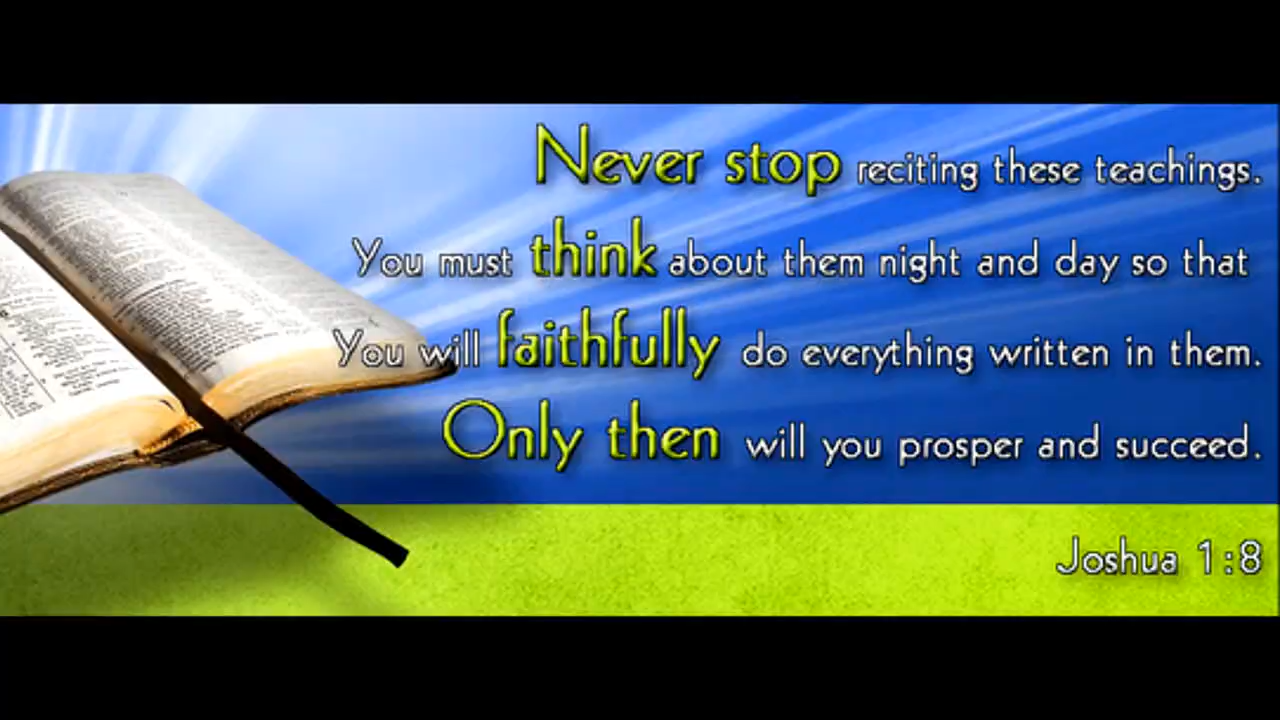 Never stop reciting these teachings.
You must think about them night and day so that
You will faithfully do everything written in them.
Only then will you prosper and succeed.
Joshua 1:8